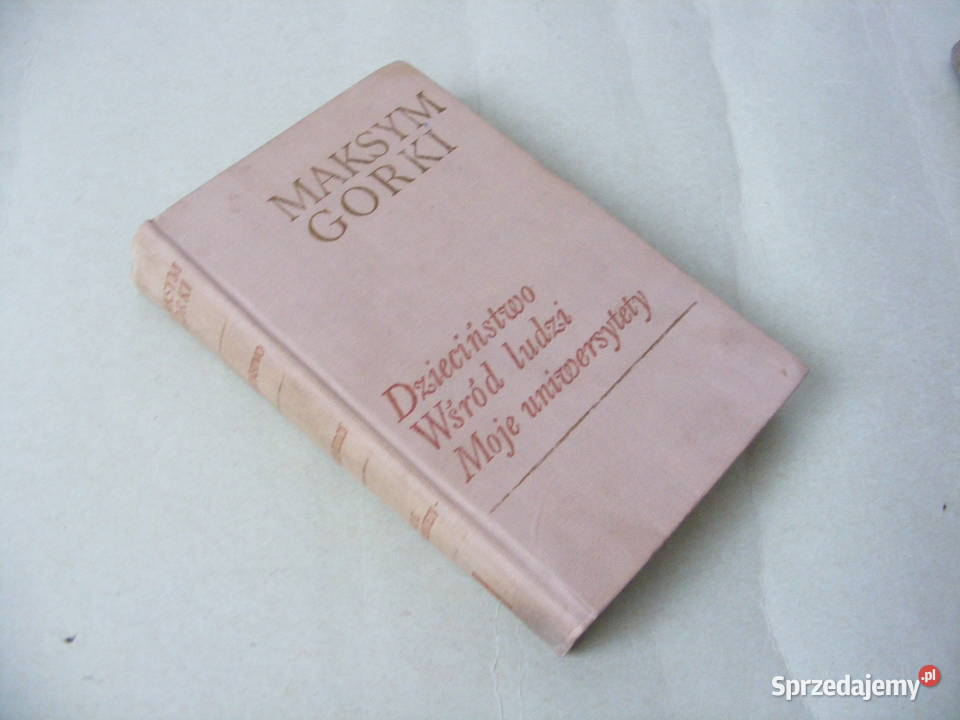 MAKSYM
GORKI
Dzieciństwo
Wśród ludzi
Moje uniwersytety
Sprzedajemy.pl